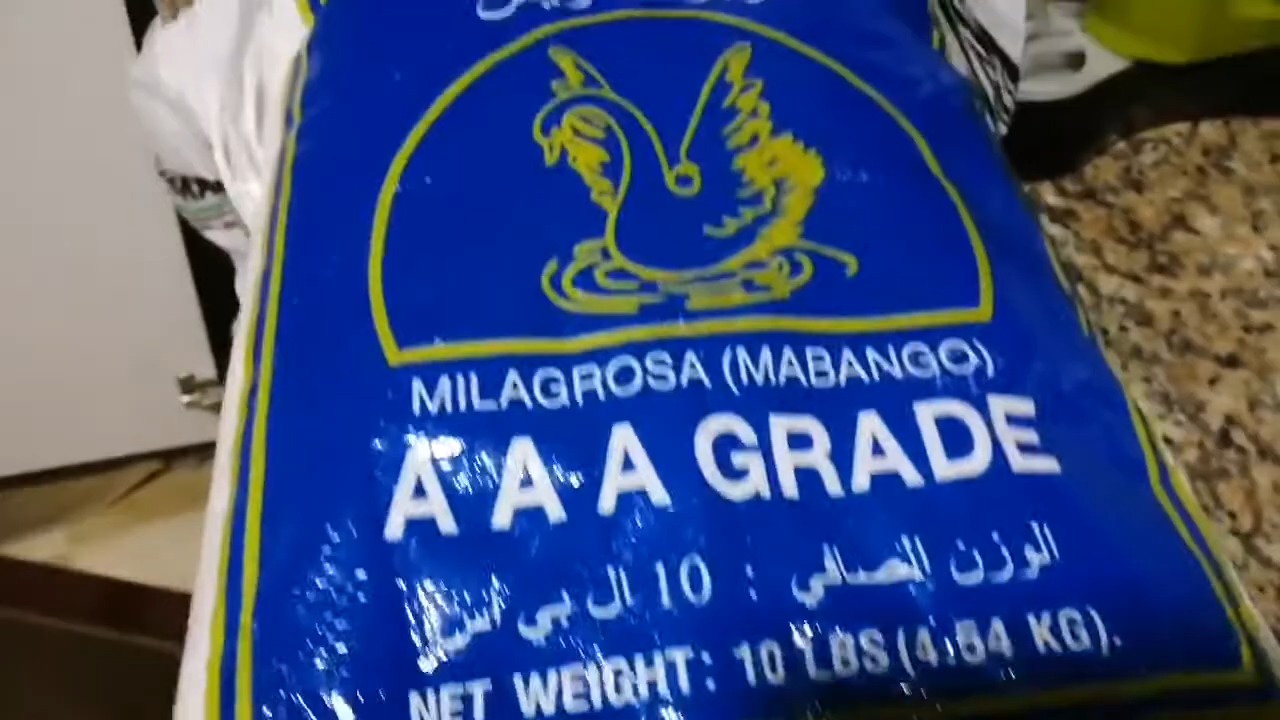 MILAGROSA (MABANGO)
A A A GRADE
الوزن الصافي : 10 ال بي اس
NET WEIGHT: 10 LBS (4.54 KG).